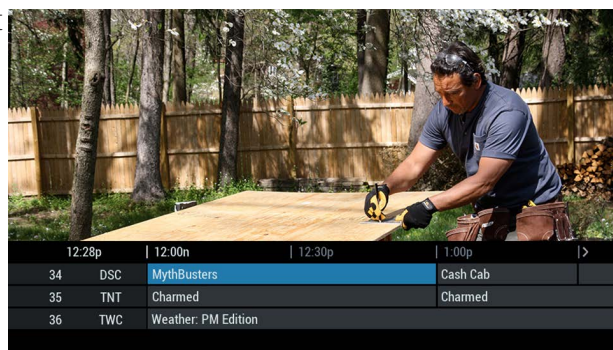 12:28p 12:00n 12:30p 1:00p
34 DSC MythBusters Cash Cab
35 TNT Charmed Charmed
36 TWC Weather: PM Edition